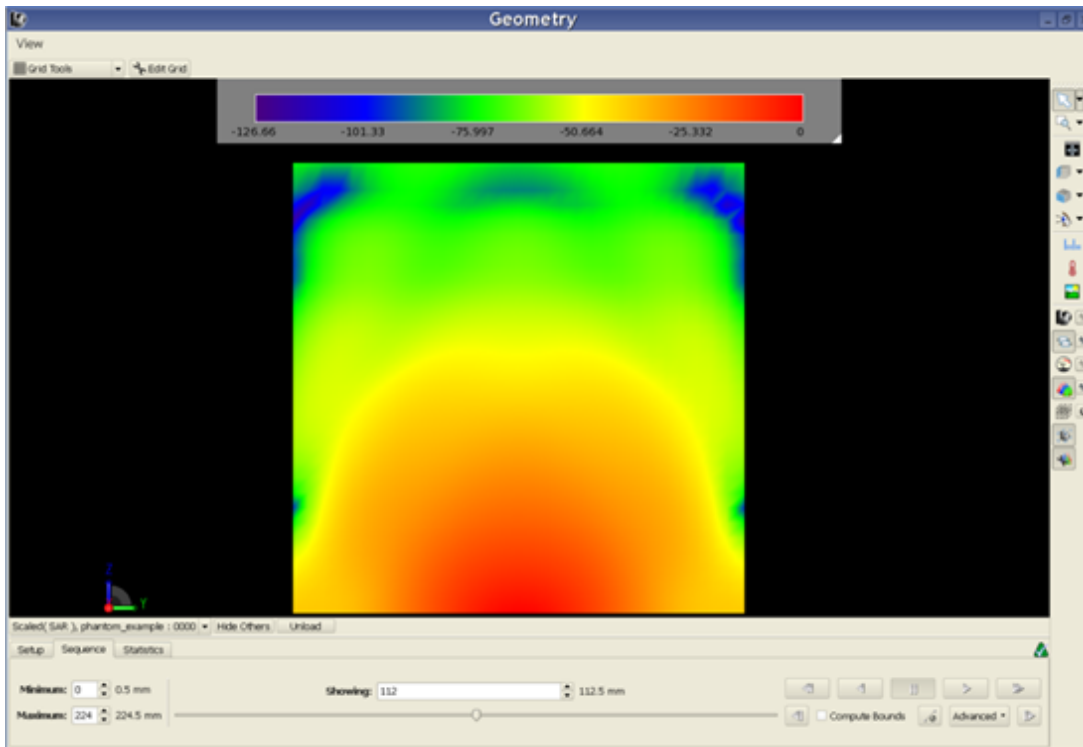 Geometry
View
Grid Tools Edit Grid
-126.66 -101.33 -75.997 -50.664 -25.332 0
Z
Y
Scaled( SAR ), phantom_example : 0000 Hide Others Unload
Setup Sequence Statistics
Minimum: 0 0.5 mm Showing: 112 112.5 mm
Maximum: 224 224.5 mm Compute Bounds Advanced